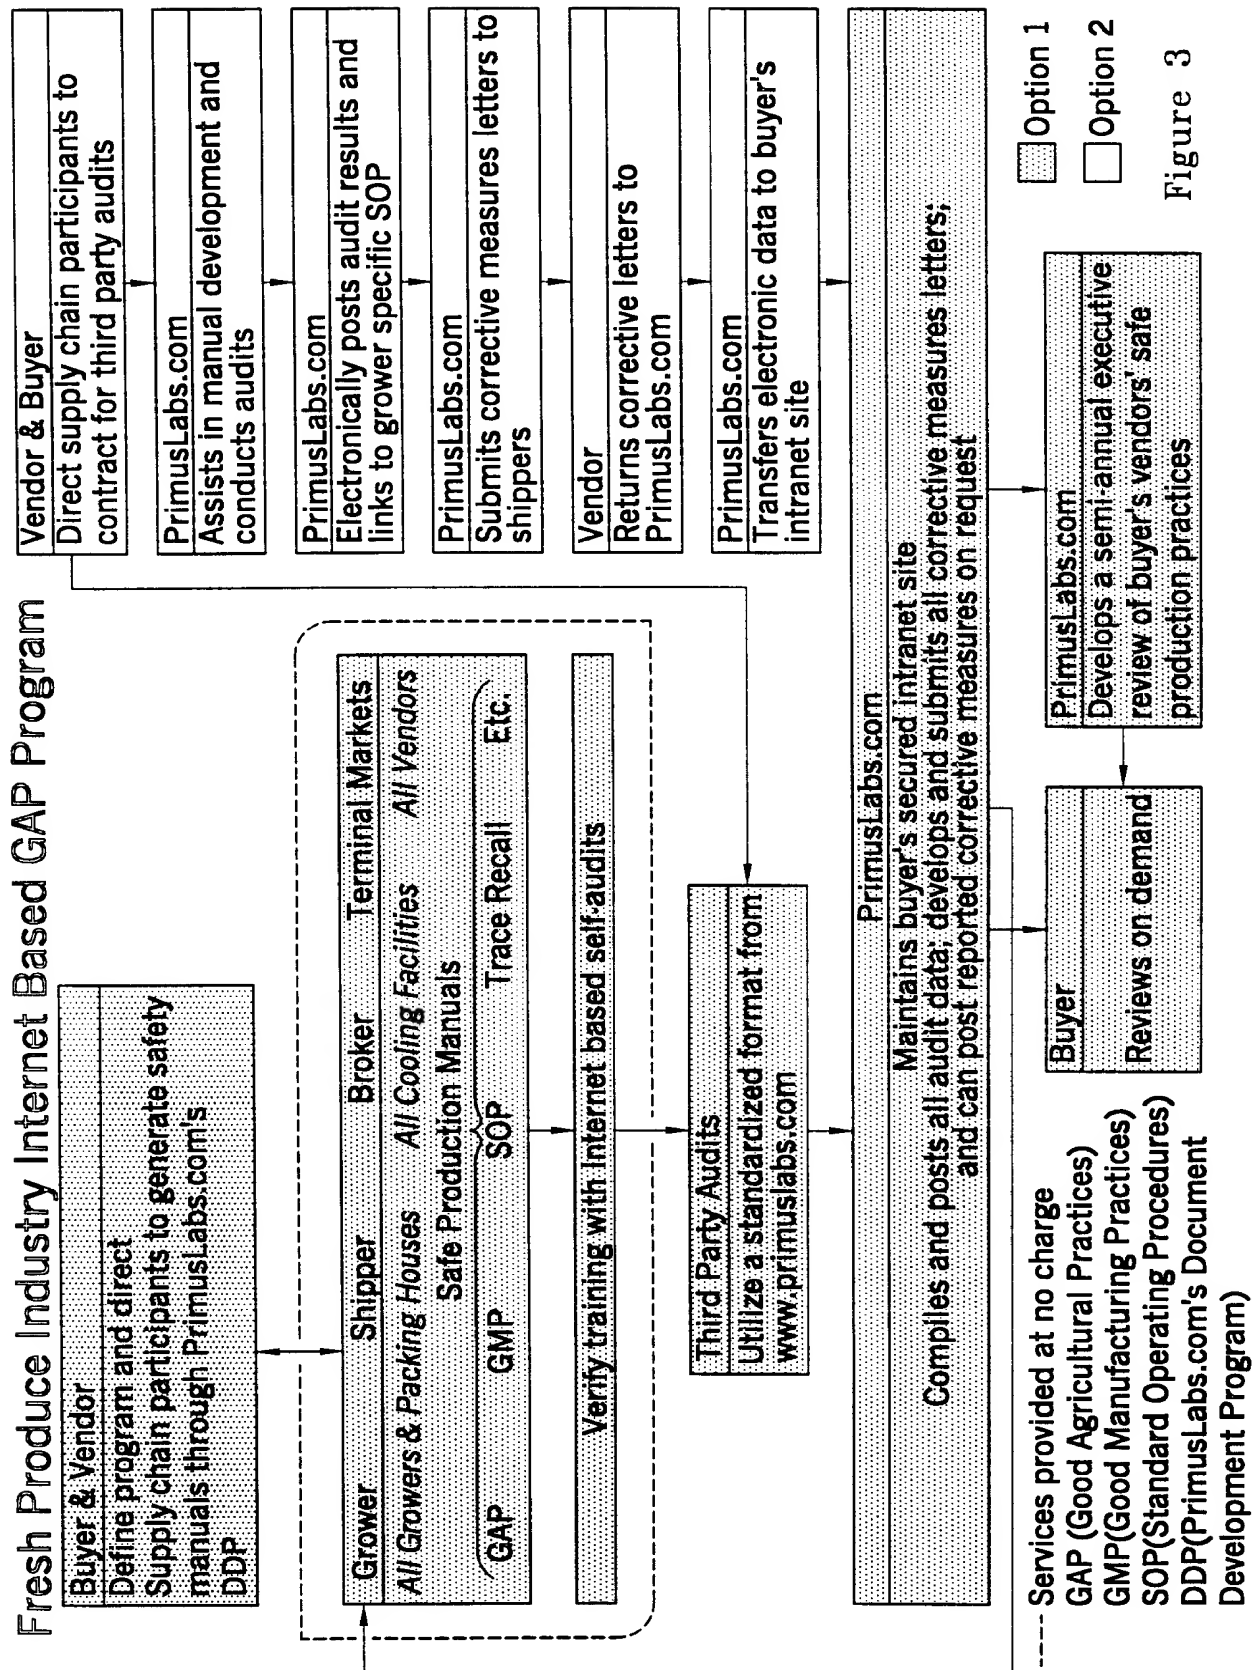 Fresh Produce Industry Internet Based GAP Program
Buyer & Vendor
Define program and direct
Supply chain participants to generate safety
manuals through PrimusLabs.com's
DDP
Grower Shipper Broker Terminal Markets
All Growers & Packing Houses All Cooling Facilities All Vendors
Safe Production Manuals
GAP GMP SOP Trace Recall Etc.
Verify training with Internet based self-audits
Third Party Audits
Utilize a standardized format from
www.primuslabs.com
Vendor & Buyer
Direct supply chain participants to
contract for third party audits
PrimusLabs.com
Assists in manual development and
conducts audits
PrimusLabs.com
Electronically posts audit results and
links to grower specific SOP
PrimusLabs.com
Submits corrective measures letters to
shippers
Vendor
Returns corrective letters to
PrimusLabs.com
PrimusLabs.com
Transfers electronic data to buyer's
intranet site
PrimusLabs.com
Maintains buyer's secured intranet site
Compiles and posts all audit data; develops and submits all corrective measures letters;
and can post reported corrective measures on request
Buyer
Reviews on demand
PrimusLabs.com
Develops a semi-annual executive
review of buyer's vendors' safe
production practices
Services provided at no charge
GAP (Good Agricultural Practices)
GMP(Good Manufacturing Practices)
SOP(Standard Operating Procedures)
DDP(PrimusLabs.com's Document
Development Program)
Option 1
Option 2
Figure 3